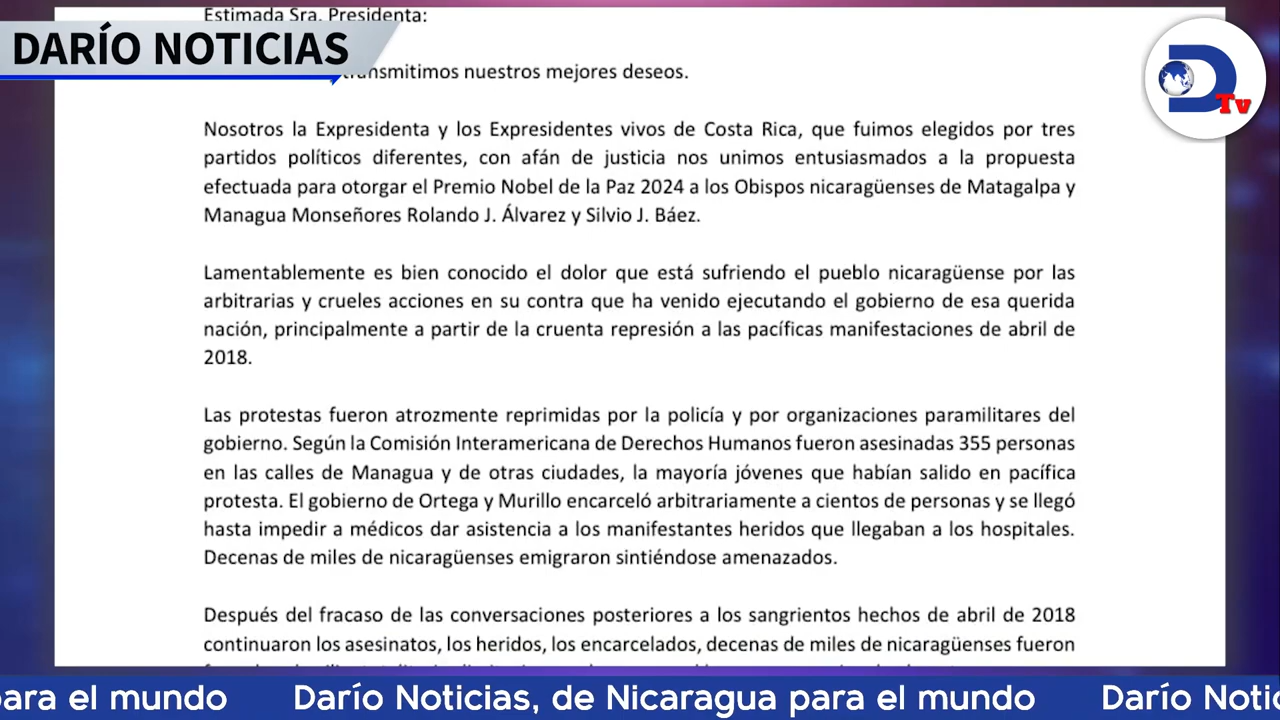 Estimada Sra. Presidenta:
DARÍO NOTICIAS
transmitimos nuestros mejores deseos.
D Tv
Nosotros la Expresidenta y los Expresidentes vivos de Costa Rica, que fuimos elegidos por tres
partidos políticos diferentes, con afán de justicia nos unimos entusiasmados a la propuesta
efectuada para otorgar el Premio Nobel de la Paz 2024 a los Obispos nicaragüenses de Matagalpa y
Managua Monseñores Rolando J. Álvarez y Silvio J. Báez.
Lamentablemente es bien conocido el dolor que está sufriendo el pueblo nicaragüense por las
arbitrarias y crueles acciones en su contra que ha venido ejecutando el gobierno de esa querida
nación, principalmente a partir de la cruenta represión a las pacíficas manifestaciones de abril de
2018.
Las protestas fueron atrozmente reprimidas por la policía y por organizaciones paramilitares del
gobierno. Según la Comisión Interamericana de Derechos Humanos fueron asesinadas 355 personas
en las calles de Managua y de otras ciudades, la mayoría jóvenes que habían salido en pacífica
protesta. El gobierno de Ortega y Murillo encarceló arbitrariamente a cientos de personas y se llegó
hasta impedir a médicos dar asistencia a los manifestantes heridos que llegaban a los hospitales.
Decenas de miles de nicaragüenses emigraron sintiéndose amenazados.
Después del fracaso de las conversaciones posteriores a los sangrientos hechos de abril de 2018
continuaron los asesinatos, los heridos, los encarcelados, decenas de miles de nicaragüenses fueron
para el mundo Darío Noticias, de Nicaragua para el mundo Darío Notic